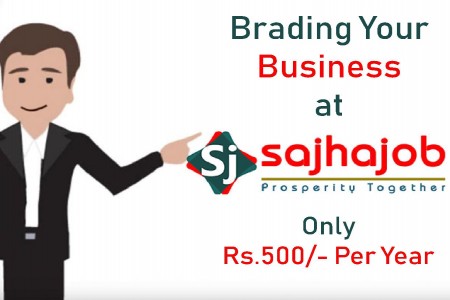 Brading Your
Business
at
Sj sajhajob
Prosperity Together
Only
Rs.500/- Per Year